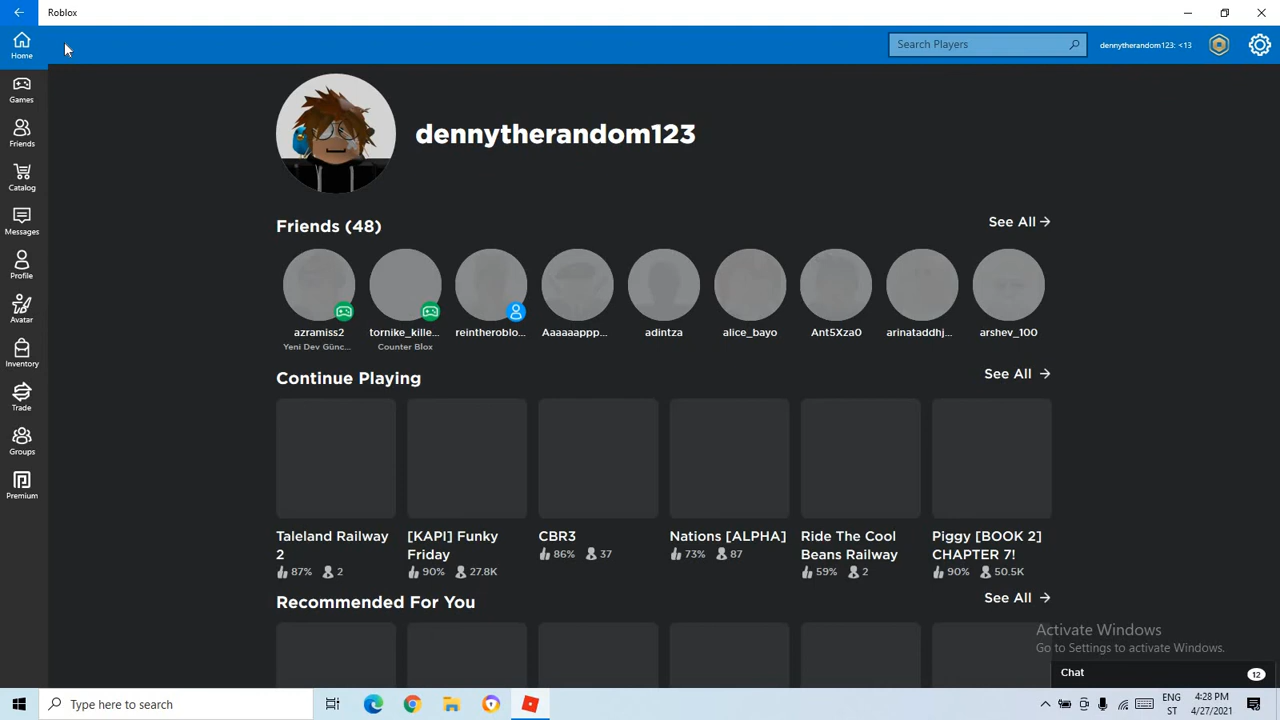 Roblox
Home
Search Players
dennytherandom123: <13
Games
Friends
Catalog
Messages
Profile
Avatar
Inventory
Trade
Groups
Premium
dennytherandom123
Friends (48)
See All
azramiss2
tornike_kille...
reintheroblo...
Aaaaaappp...
adintza
alice_bayo
Ant5Xza0
arinataddhj...
arshev_100
Yeni Dev Günc...
Counter Blox
Continue Playing
See All
Taleland Railway 2
87% 2
[KAPI] Funky Friday
90% 27.8K
CBR3
86% 37
Nations [ALPHA]
73% 87
Ride The Cool Beans Railway
59% 2
Piggy [BOOK 2] CHAPTER 7!
90% 50.5K
Recommended For You
See All
Activate Windows
Go to Settings to activate Windows.
Chat
12
Type here to search
ENG
ST
4:28 PM
4/27/2021